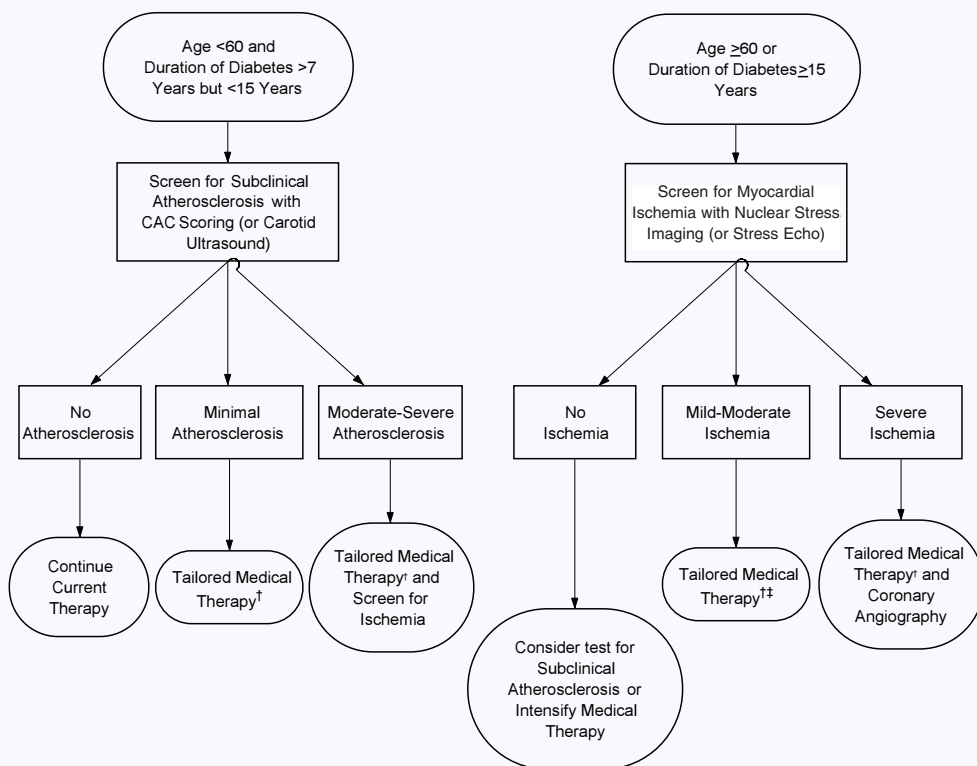 Age <60 and
Duration of Diabetes >7
Years but <15 Years
Screen for Subclinical
Atherosclerosis with
CAC Scoring (or Carotid
Ultrasound)
No
Atherosclerosis
Minimal
Atherosclerosis
Moderate-Severe
Atherosclerosis
Continue
Current
Therapy
Tailored Medical
Therapy†
Tailored Medical
Therapy† and
Screen for
Ischemia
Age ≥60 or
Duration of Diabetes ≥15
Years
Screen for Myocardial
Ischemia with Nuclear Stress
Imaging (or Stress Echo)
No
Ischemia
Mild-Moderate
Ischemia
Severe
Ischemia
Consider test for
Subclinical
Atherosclerosis or
Intensify Medical
Therapy
Tailored Medical
Therapy†‡
Tailored Medical
Therapy† and
Coronary
Angiography